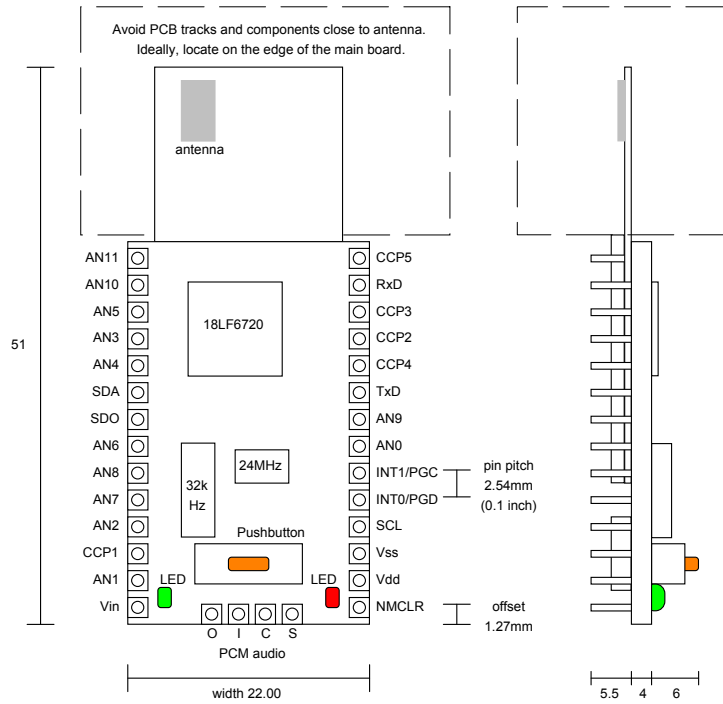 Avoid PCB tracks and components close to antenna.
Ideally, locate on the edge of the main board.
antenna
AN11
CCP5
AN10
RxD
AN5
CCP3
18LF6720
AN3
CCP2
51
AN4
CCP4
SDA
TxD
SDO
AN9
AN6
AN0
AN8
24MHz
INT1/PGC
pin pitch
32k
Hz
2.54mm
AN7
INT0/PGD
(0.1 inch)
AN2
Pushbutton
SCL
CCP1
Vss
AN1
LED
LED
Vdd
Vin
NMCLR
offset
1.27mm
O I C S
PCM audio
width 22.00
5.5 4 6